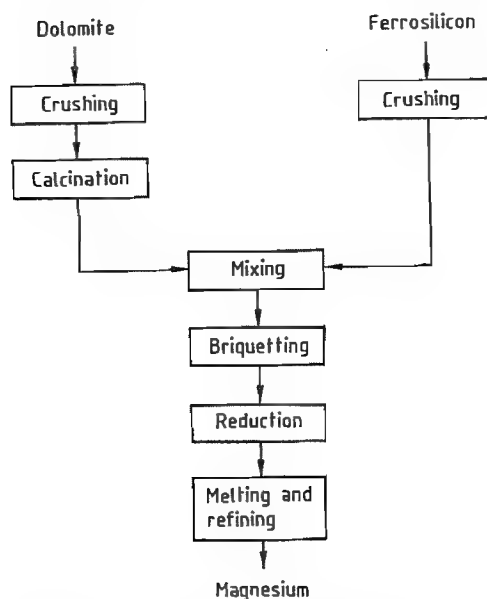 Dolomite
Ferrosilicon
Crushing
Crushing
Calcination
Mixing
Briquetting
Reduction
Melting and
refining
Magnesium